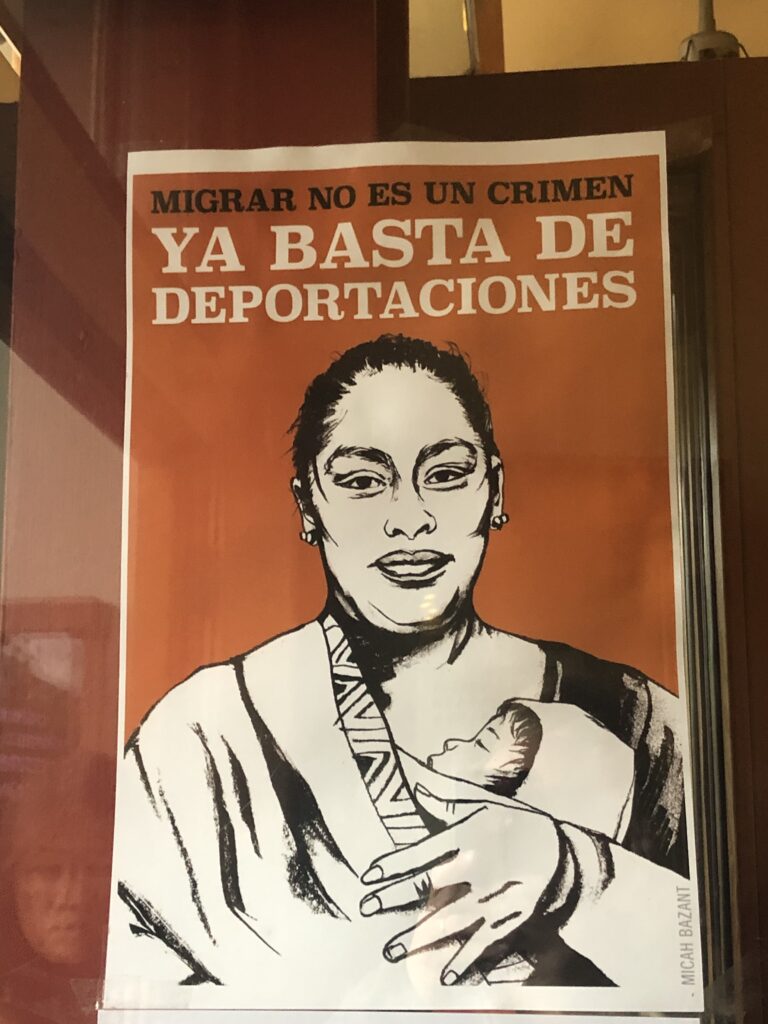 MIGRAR NO ES UN CRIMEN
YA BASTA DE
DEPORTACIONES
- MICAH BAZANT